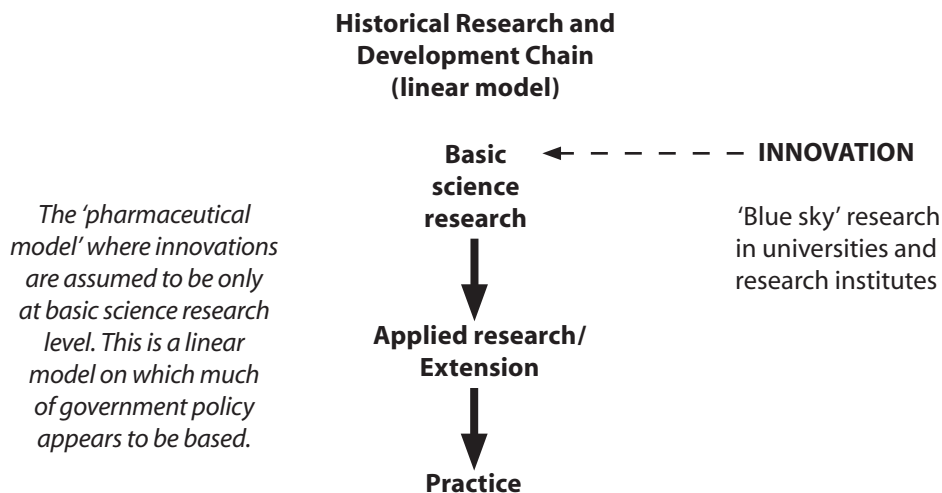 Historical Research and
Development Chain
(linear model)
Basic
science
research
INNOVATION
The ‘pharmaceutical
model’ where innovations
are assumed to be only
at basic science research
level. This is a linear
model on which much
of government policy
appears to be based.
‘Blue sky’ research
in universities and
research institutes
Applied research/
Extension
Practice